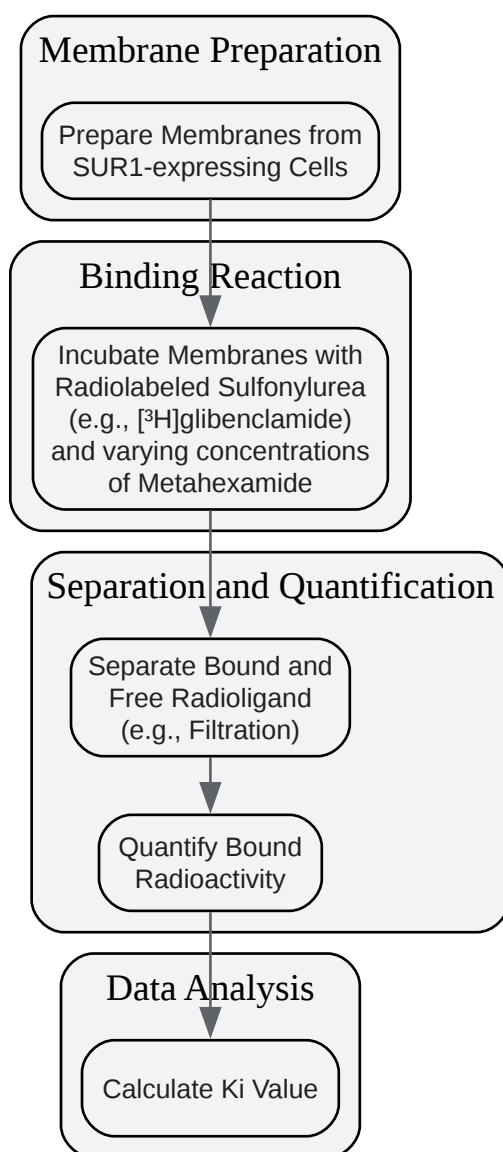 Membrane Preparation
Prepare Membranes from
SUR1-expressing Cells
Binding Reaction
Incubate Membranes with
Radiolabeled Sulfonylurea
(e.g., [³H]glibenclamide)
and varying concentrations
of Metahexamide
Separation and Quantification
Separate Bound and
Free Radioligand
(e.g., Filtration)
Quantify Bound
Radioactivity
Data Analysis
Calculate Ki Value